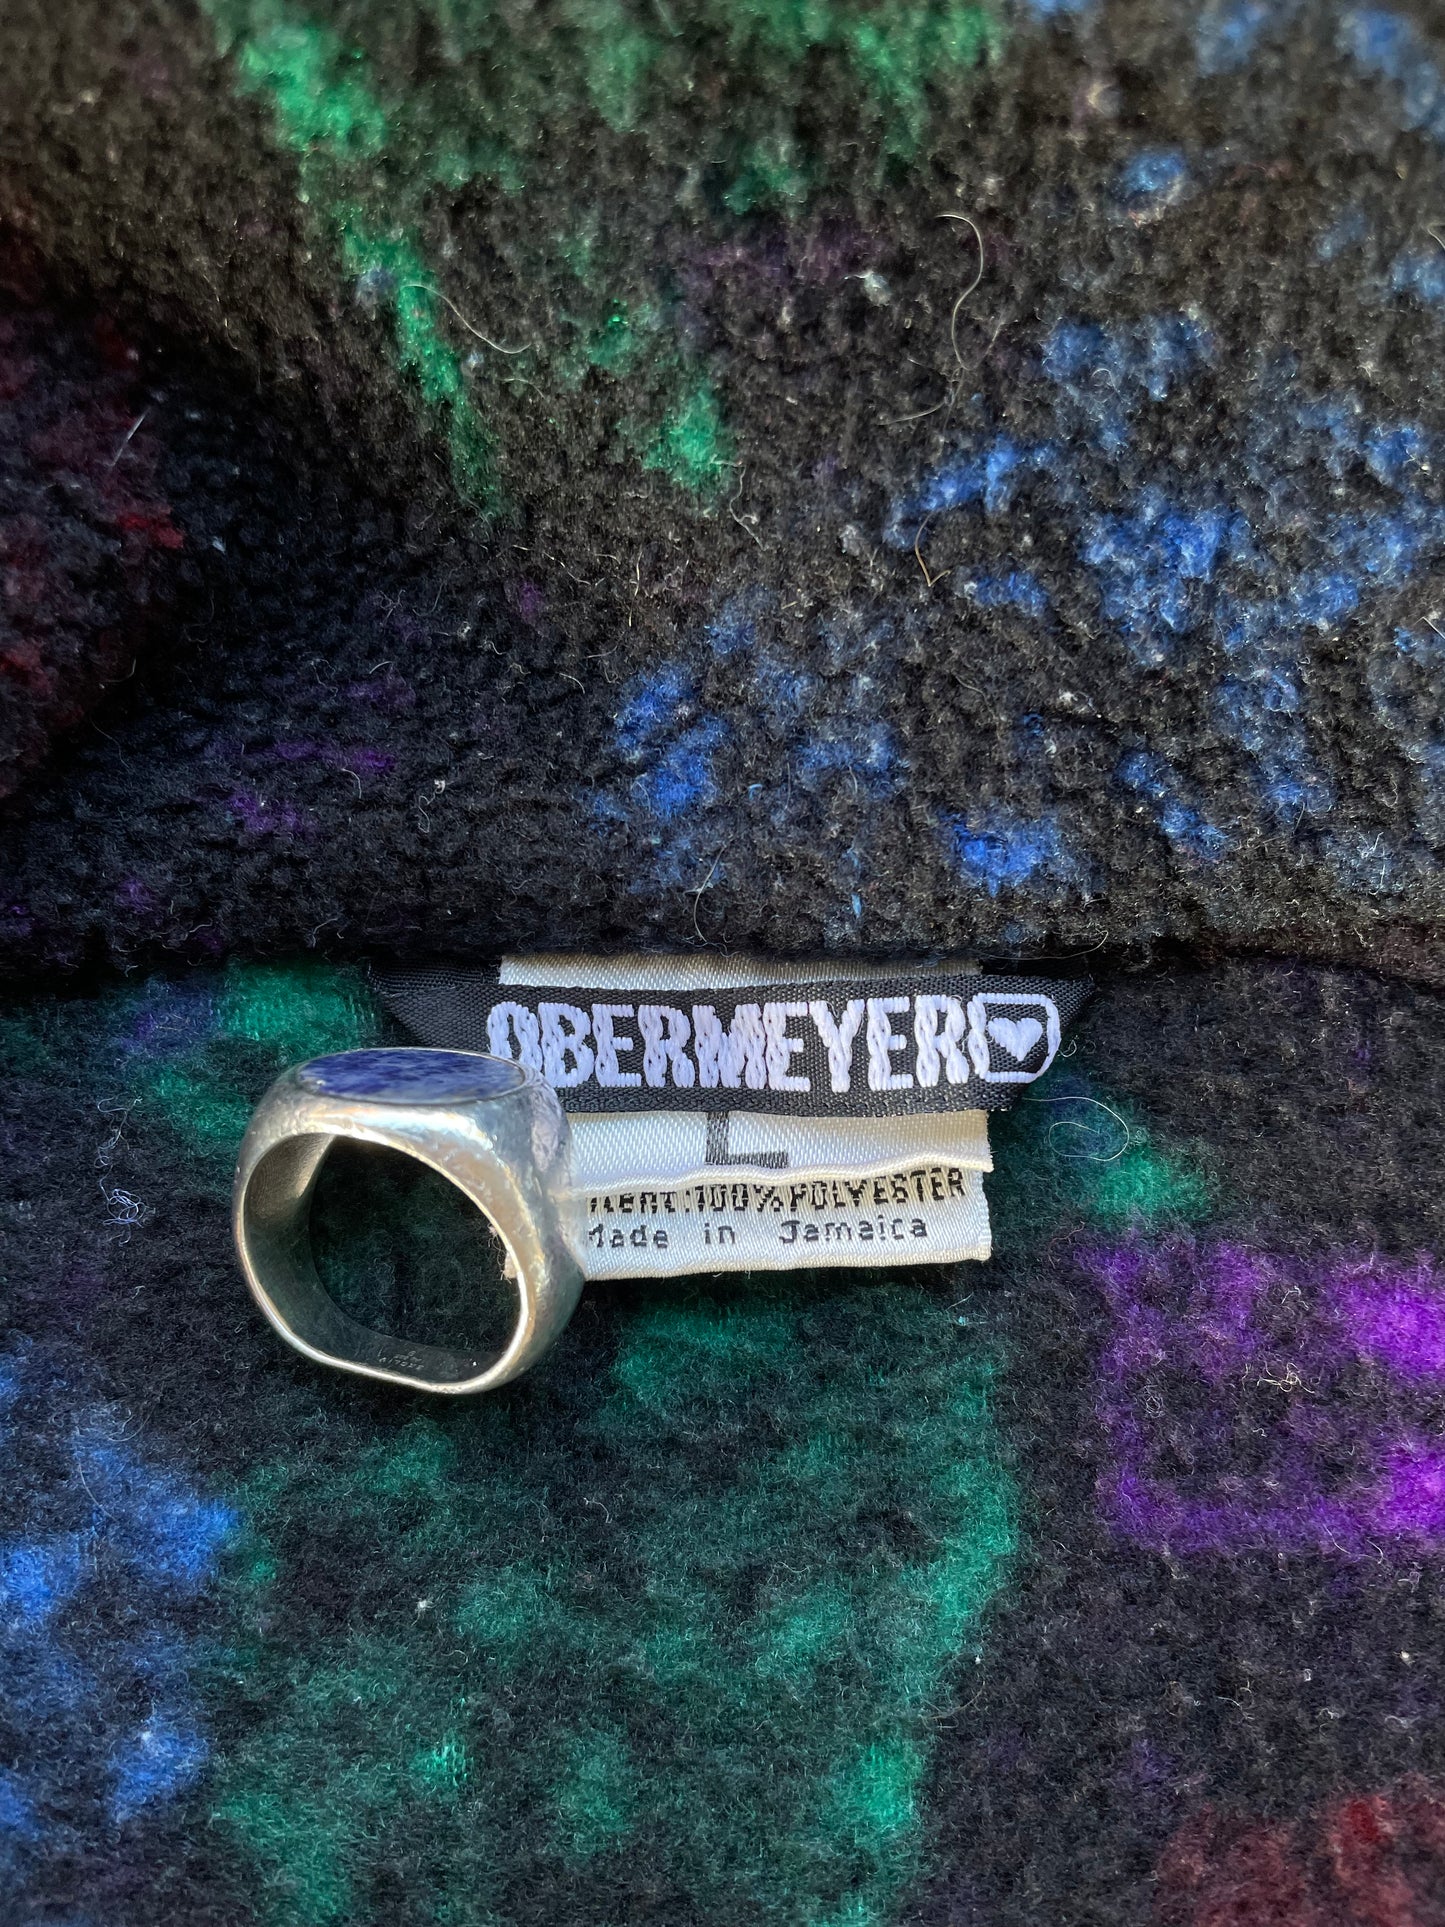 OBERMEYER
L
100% POLYESTER
Made in Jamaica